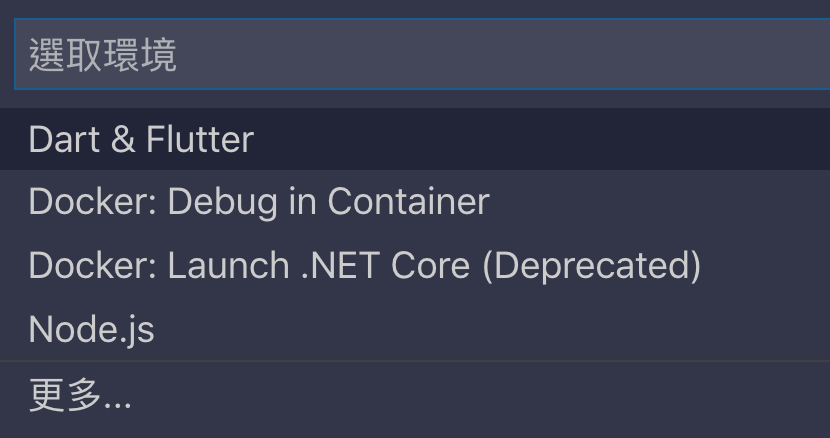 選取環境
Dart & Flutter
Docker: Debug in Container
Docker: Launch .NET Core (Deprecated)
Node.js
更多...